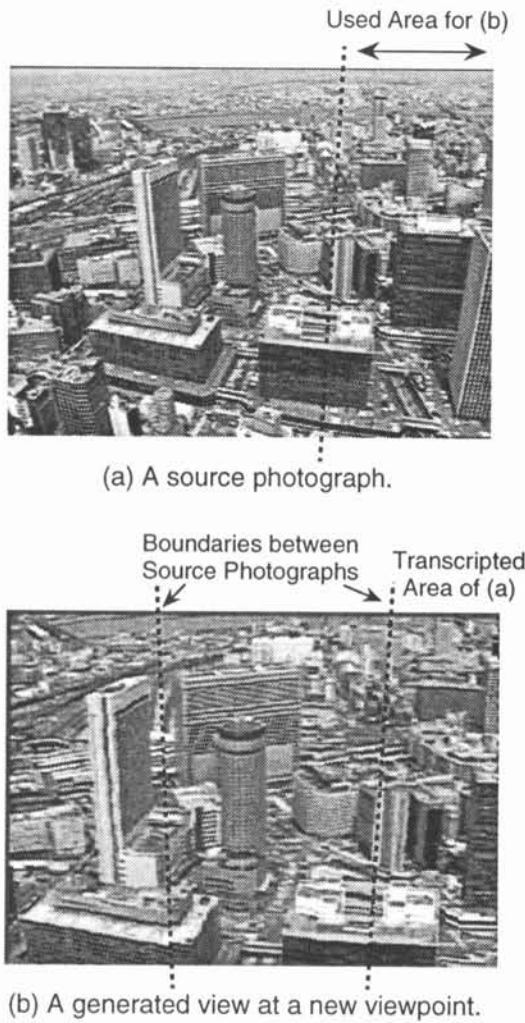 Used Area for (b)
(a) A source photograph.
Boundaries between
Source Photographs
Transcripted
Area of (a)
(b) A generated view at a new viewpoint.